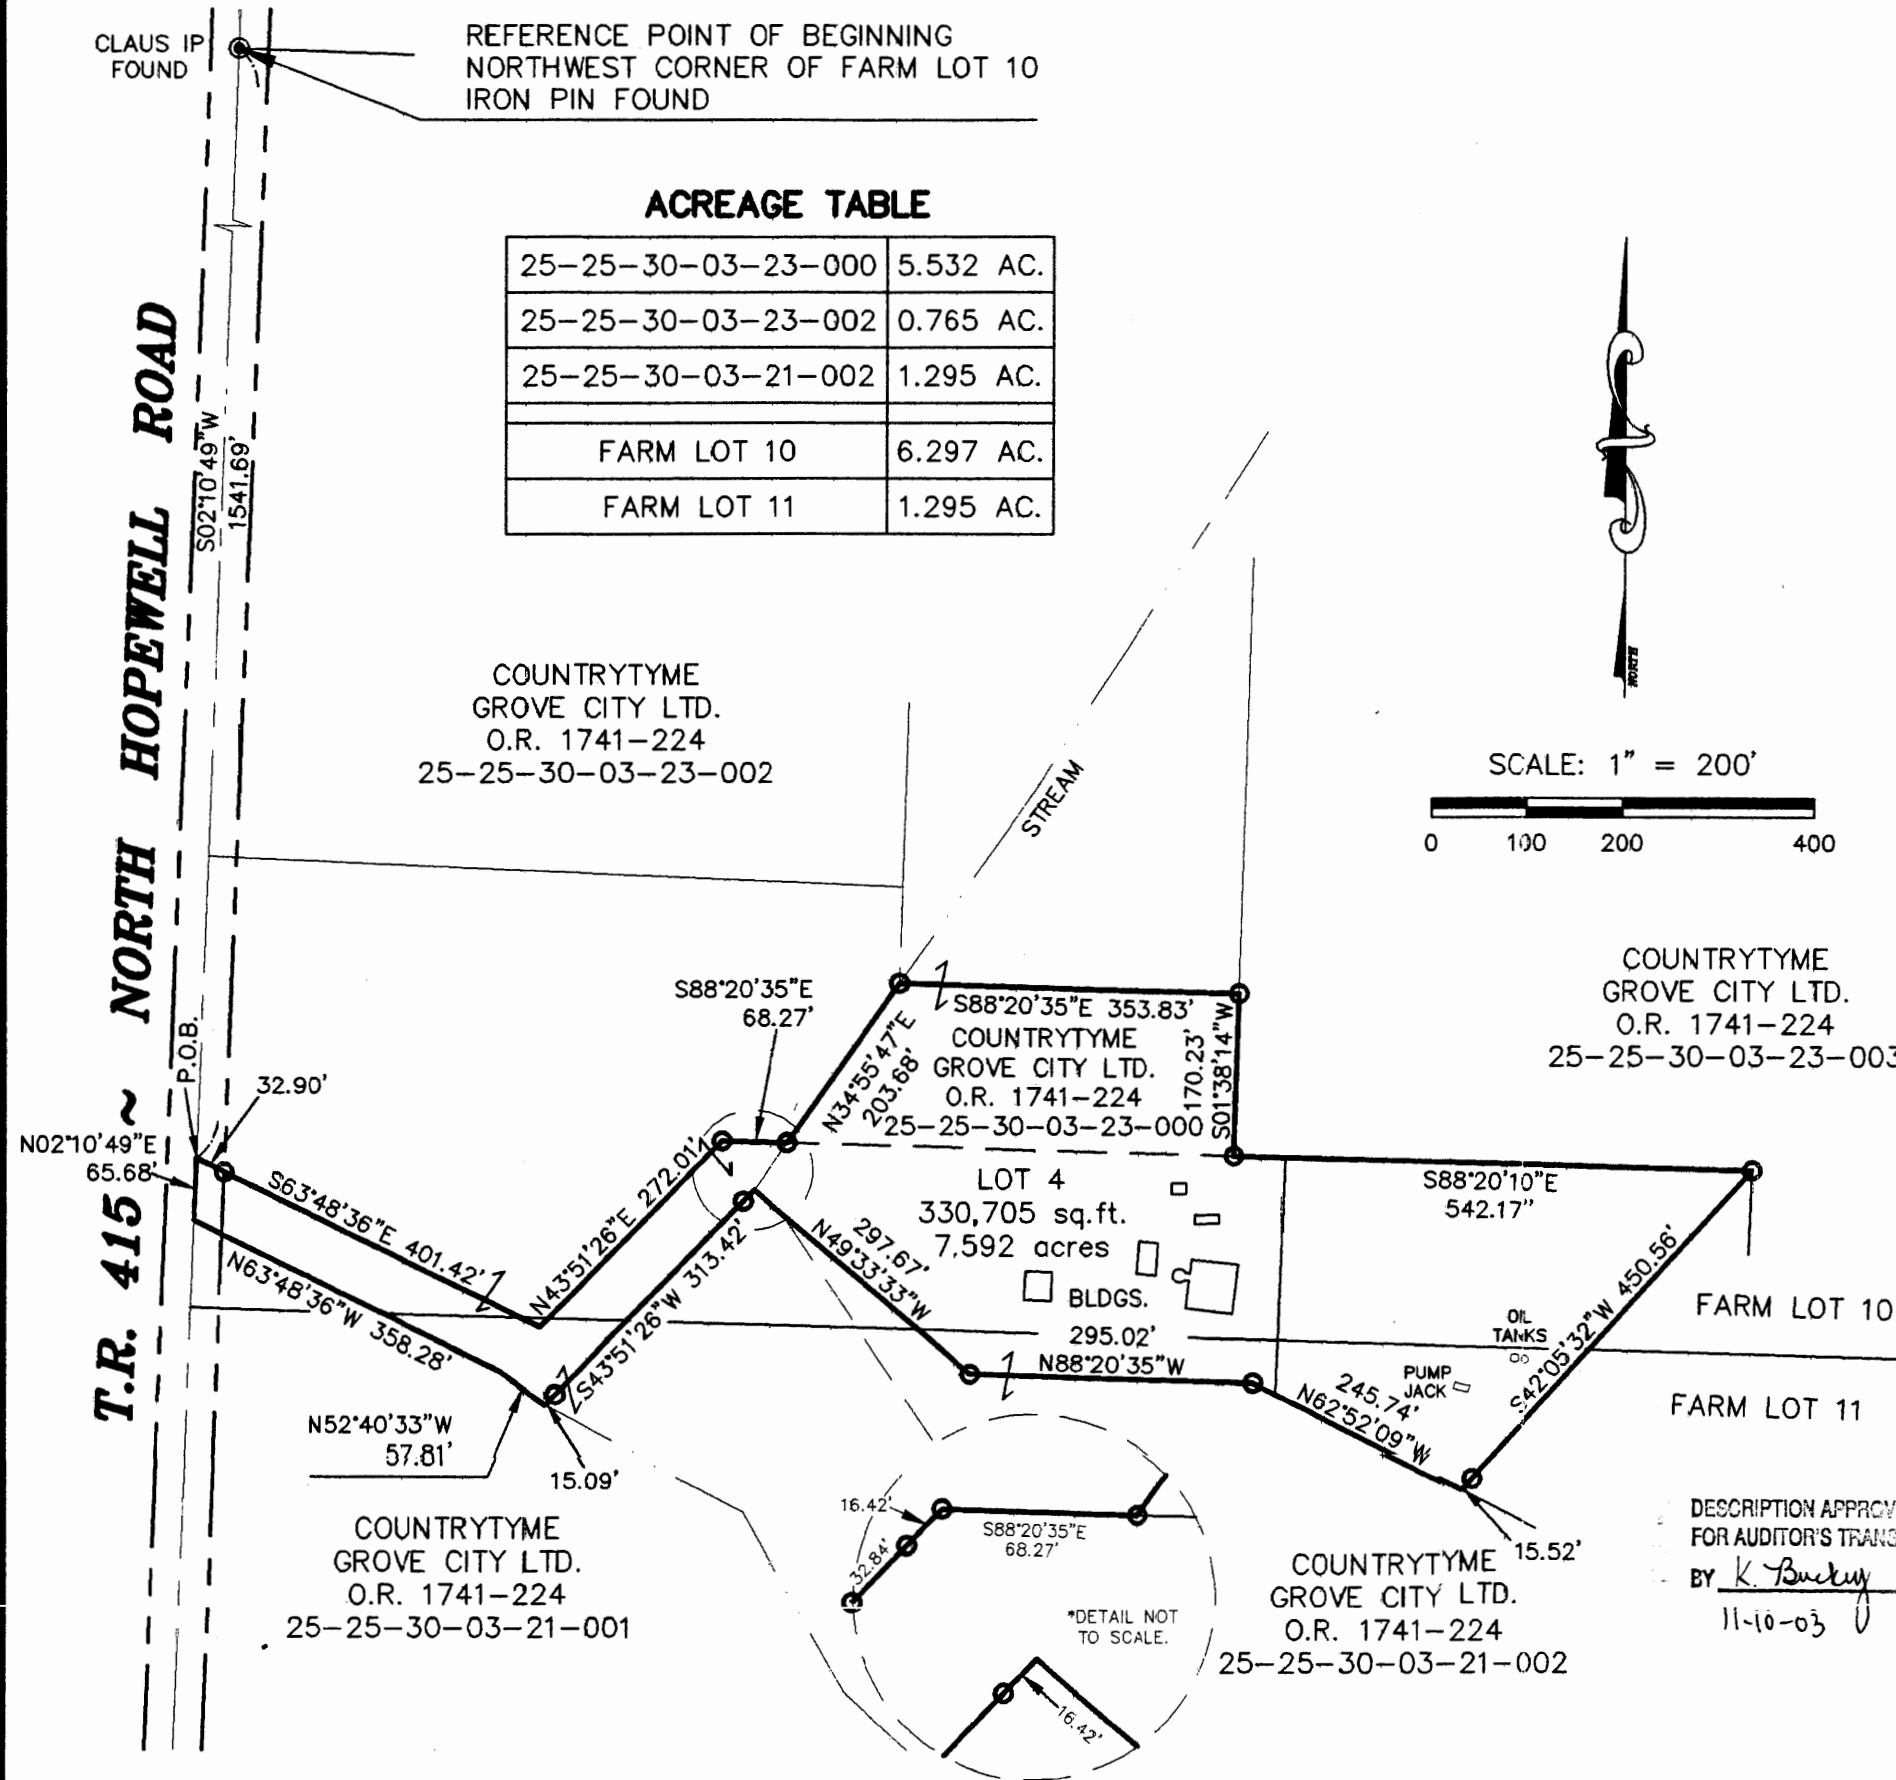 CLAUS IP
FOUND
REFERENCE POINT OF BEGINNING
NORTHWEST CORNER OF FARM LOT 10
IRON PIN FOUND
ACREAGE TABLE
25-25-30-03-23-000 5.532 AC.
25-25-30-03-23-002 0.765 AC.
25-25-30-03-21-002 1.295 AC.
FARM LOT 10 6.297 AC.
FARM LOT 11 1.295 AC.
T.R. 415 ~ NORTH HOPEWELL ROAD
S02°10'49"W
1541.69'
NORTH
SCALE: 1" = 200'
0 100 200 400
COUNTRYTYME
GROVE CITY LTD.
O.R. 1741-224
25-25-30-03-23-002
STREAM
COUNTRYTYME
GROVE CITY LTD.
O.R. 1741-224
25-25-30-03-23-003
S88°20'35"E
68.27'
S88°20'35"E 353.83'
COUNTRYTYME
GROVE CITY LTD.
O.R. 1741-224
25-25-30-03-23-000
N34°55'47"E
203.68'
170.23'
S01°38'14"W
P.O.B.
32.90'
N02°10'49"E
65.68'
S63°48'36"E 401.42'
N43°51'26"E 272.01'
N63°48'36"W 358.28'
S43°51'26"W 313.42'
LOT 4
330,705 sq.ft.
7,592 acres
297.67'
N49°33'33"W
BLDGS.
295.02'
N88°20'35"W
S88°20'10"E
542.17"
S42°05'32"W 450.56'
OIL
TANKS
PUMP
JACK
245.74'
N62°52'09"W
FARM LOT 10
FARM LOT 11
N52°40'33"W
57.81'
15.09'
COUNTRYTYME
GROVE CITY LTD.
O.R. 1741-224
25-25-30-03-21-001
16.42'
32.84'
S88°20'35"E
68.27'
*DETAIL NOT
TO SCALE.
16.42'
15.52'
COUNTRYTYME
GROVE CITY LTD.
O.R. 1741-224
25-25-30-03-21-002
DESCRIPTION APPROV
FOR AUDITOR'S TRANS
BY K.
11-10-03